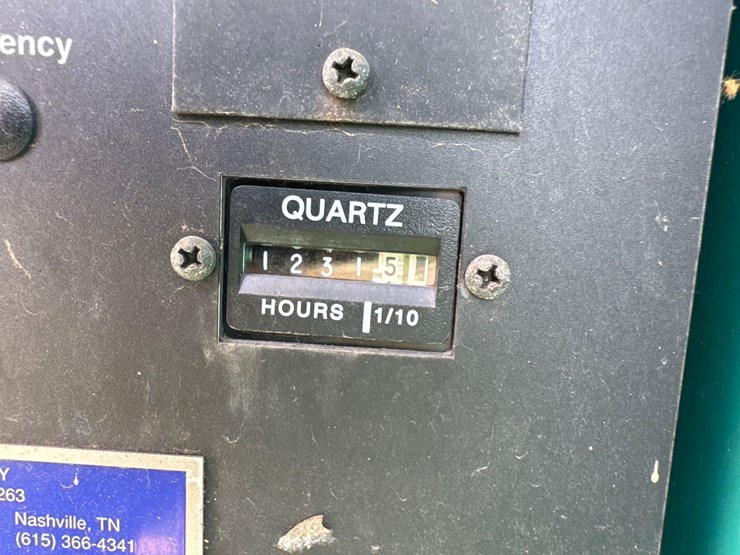 ency
QUARTZ
1 2 3 1 5
HOURS 1/10
Y
263
Nashville, TN
(615) 366-4341